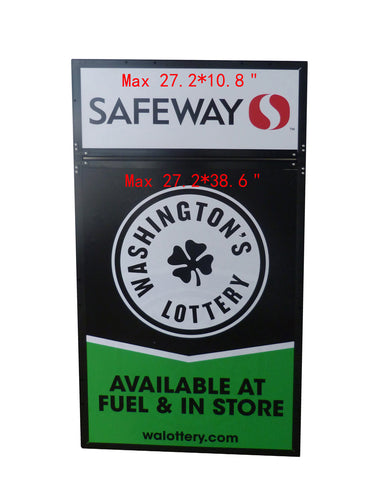 Max 27.2*10.8"
SAFEWAY
TM
Max 27.2*38.6"
WASHINGTON'S
LOTTERY
AVAILABLE AT
FUEL & IN STORE
walottery.com